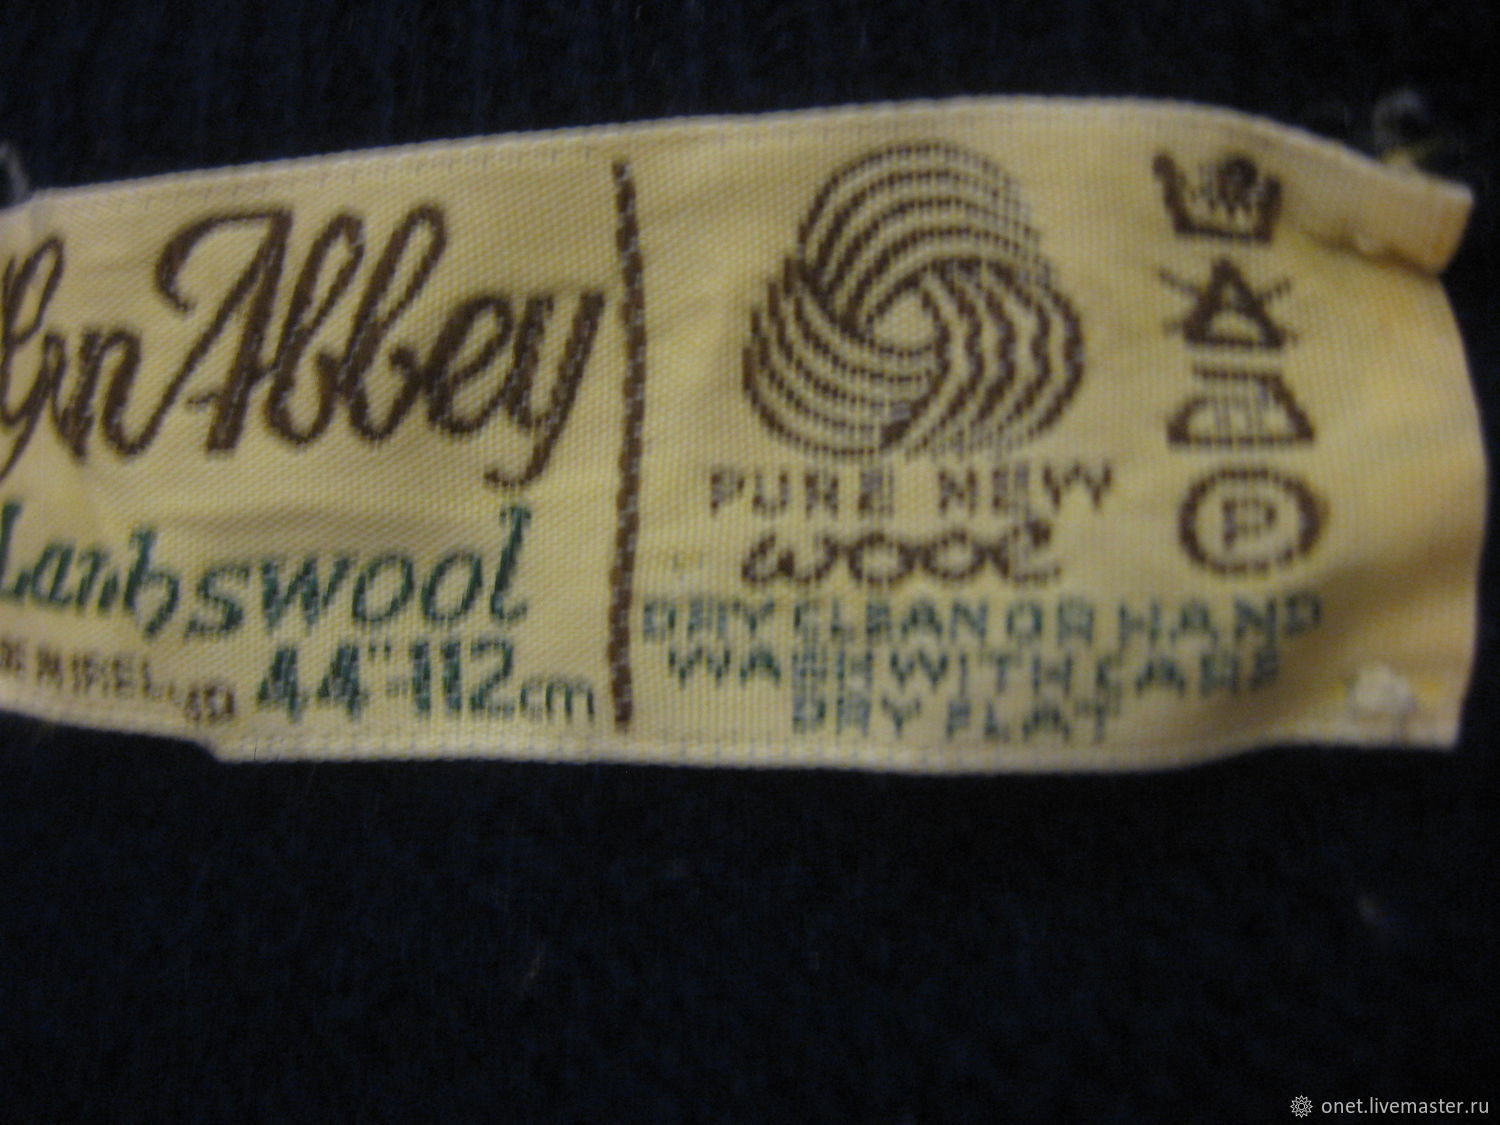 Abbey
Lambswool
44"-112cm
PURE NEW
WOOL
P
DRY CLEAN OR HAND
WASH WITH CARE
DRY FLAT
onet.livemaster.ru